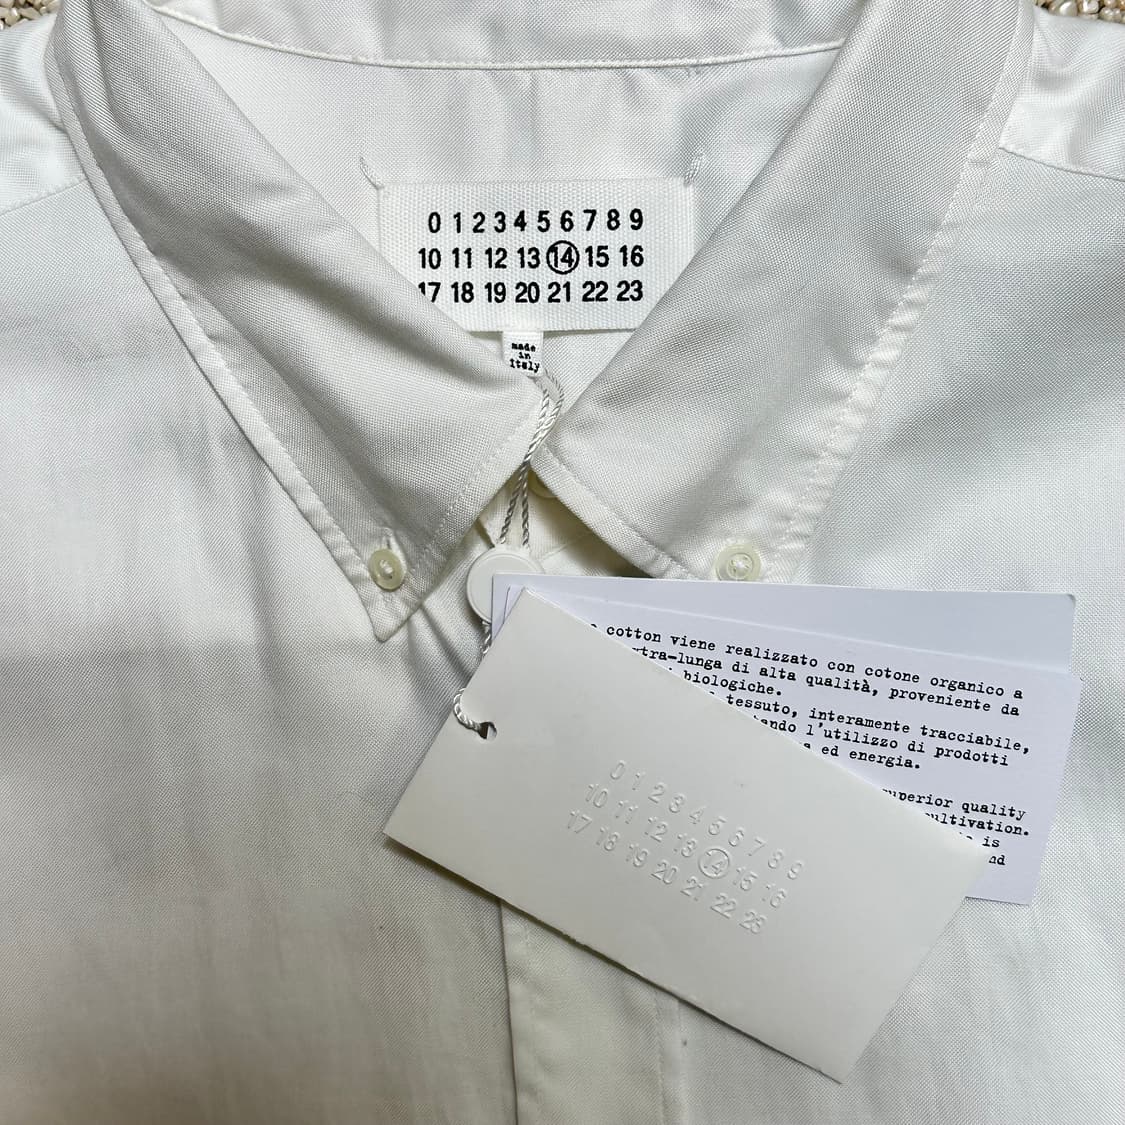 0 1 2 3 4 5 6 7 8 9
10 11 12 13 14 15 16
17 18 19 20 21 22 23
made
in
italy
cotton viene realizzato con cotone organico a
tra-lunga di alta qualità, proveniente da
biologiche.
tessuto, interamente tracciabile,
ando l'utilizzo di prodotti
ed energia.
superior quality
ultivation.
is
nd
0 1 2 3 4 5 6 7 8 9
10 11 12 13 14 15 16
17 18 19 20 21 22 23